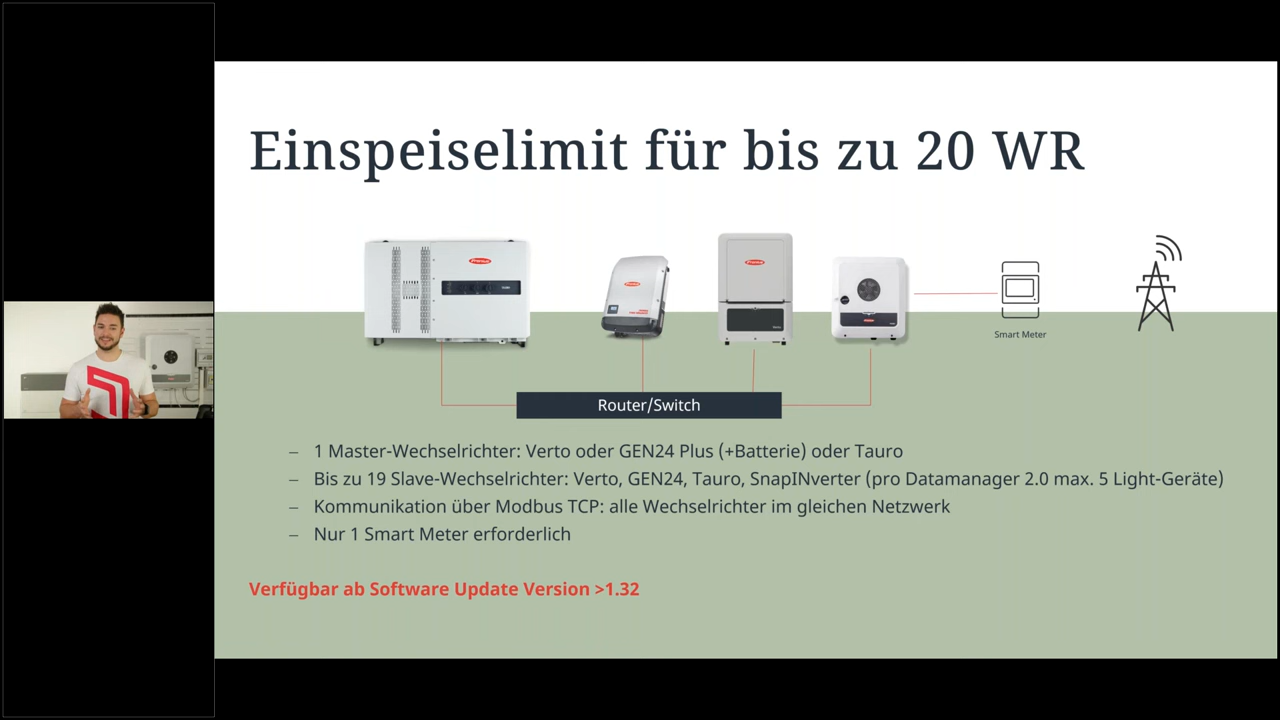 Einspeiselimit für bis zu 20 WR
Fronius
Fronius
Fronius
Smart Meter
Router/Switch
– 1 Master-Wechselrichter: Verto oder GEN24 Plus (+Batterie) oder Tauro
– Bis zu 19 Slave-Wechselrichter: Verto, GEN24, Tauro, SnapINverter (pro Datamanager 2.0 max. 5 Light-Geräte)
– Kommunikation über Modbus TCP: alle Wechselrichter im gleichen Netzwerk
– Nur 1 Smart Meter erforderlich
Verfügbar ab Software Update Version >1.32